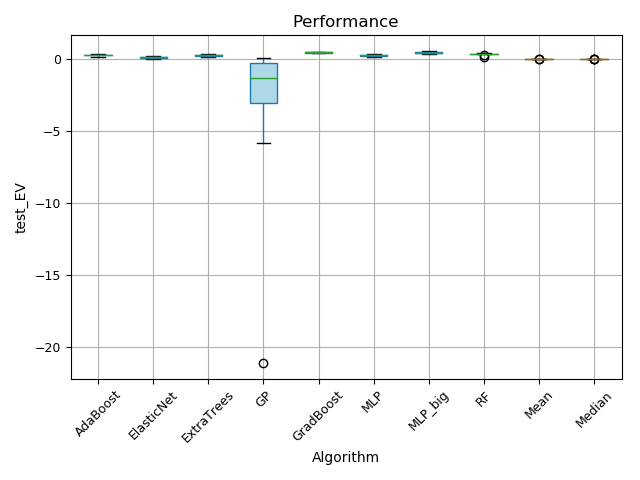 Performance
test_EV
0
−5
−10
−15
−20
AdaBoost
ElasticNet
ExtraTrees
GP
GradBoost
MLP
MLP_big
RF
Mean
Median
Algorithm